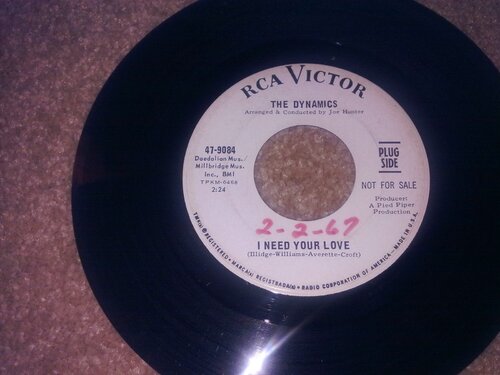 RCA VICTOR
THE DYNAMICS
Arranged & Conducted by Joe Hunter
47-9084
Daedalian Mus./
Millbridge Mus.
Inc., BMI
TPKM-0468
2:24
PLUG
SIDE
NOT FOR SALE
Producer:
A Pied Piper
Production
2-2-67
I NEED YOUR LOVE
(Illidge-Williams-Averette-Croft)
TMK(s) ® REGISTERED • MARCA(s) REGISTRADA(s) • RADIO CORPORATION OF AMERICA — MADE IN U.S.A.